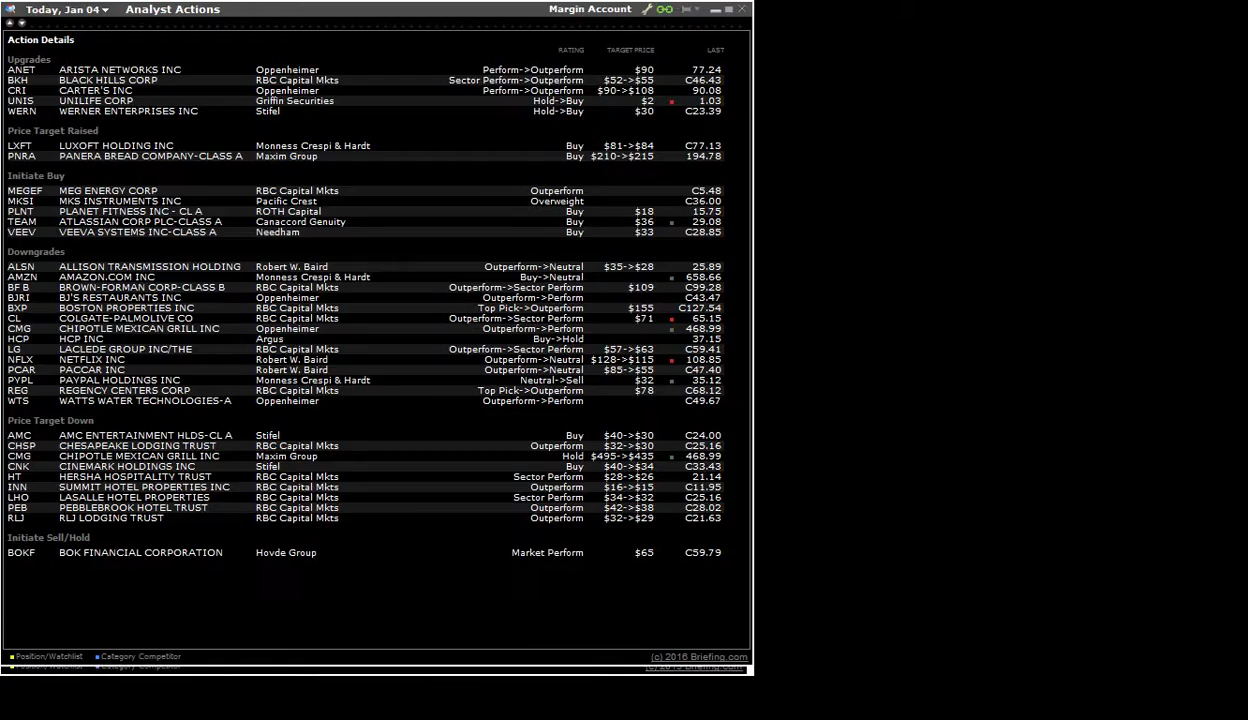 Today, Jan 04 Analyst Actions Margin Account
Action Details
RATING TARGET PRICE LAST
Upgrades
ANET ARISTA NETWORKS INC Oppenheimer Perform->Outperform $90 77.24
BKH BLACK HILLS CORP RBC Capital Mkts Sector Perform->Outperform $52->$55 C46.43
CRI CARTER'S INC Oppenheimer Perform->Outperform $90->$108 90.08
UNIS UNILIFE CORP Griffin Securities Hold->Buy $2 1.03
WERN WERNER ENTERPRISES INC Stifel Hold->Buy $30 C23.39
Price Target Raised
LXFT LUXOFT HOLDING INC Monness Crespi & Hardt Buy $81->$84 C77.13
PNRA PANERA BREAD COMPANY-CLASS A Maxim Group Buy $210->$215 194.78
Initiate Buy
MEGEF MEG ENERGY CORP RBC Capital Mkts Outperform C5.48
MKSI MKS INSTRUMENTS INC Pacific Crest Overweight C36.00
PLNT PLANET FITNESS INC - CL A ROTH Capital Buy $18 15.75
TEAM ATLASSIAN CORP PLC-CLASS A Canaccord Genuity Buy $36 29.08
VEEV VEEVA SYSTEMS INC-CLASS A Needham Buy $33 C28.85
Downgrades
ALSN ALLISON TRANSMISSION HOLDING Robert W. Baird Outperform->Neutral $35->$28 25.89
AMZN AMAZON.COM INC Monness Crespi & Hardt Buy->Neutral 658.66
BF B BROWN-FORMAN CORP-CLASS B RBC Capital Mkts Outperform->Sector Perform $109 C99.28
BJRI BJ'S RESTAURANTS INC Oppenheimer Outperform->Perform C43.47
BXP BOSTON PROPERTIES INC RBC Capital Mkts Top Pick->Outperform $155 C127.54
CL COLGATE-PALMOLIVE CO RBC Capital Mkts Outperform->Sector Perform $71 65.15
CMG CHIPOTLE MEXICAN GRILL INC Oppenheimer Outperform->Perform 468.99
HCP HCP INC Argus Buy->Hold 37.15
LG LACLEDE GROUP INC/THE RBC Capital Mkts Outperform->Sector Perform $57->$63 C59.41
NFLX NETFLIX INC Robert W. Baird Outperform->Neutral $128->$115 108.85
PCAR PACCAR INC Robert W. Baird Outperform->Neutral $85->$55 C47.40
PYPL PAYPAL HOLDINGS INC Monness Crespi & Hardt Neutral->Sell $32 35.12
REG REGENCY CENTERS CORP RBC Capital Mkts Top Pick->Outperform $78 C68.12
WTS WATTS WATER TECHNOLOGIES-A Oppenheimer Outperform->Perform C49.67
Price Target Down
AMC AMC ENTERTAINMENT HLDS-CL A Stifel Buy $40->$30 C24.00
CHSP CHESAPEAKE LODGING TRUST RBC Capital Mkts Outperform $32->$30 C25.16
CMG CHIPOTLE MEXICAN GRILL INC Maxim Group Hold $495->$435 468.99
CNK CINEMARK HOLDINGS INC Stifel Buy $40->$34 C33.43
HT HERSHA HOSPITALITY TRUST RBC Capital Mkts Sector Perform $28->$26 21.14
INN SUMMIT HOTEL PROPERTIES INC RBC Capital Mkts Outperform $16->$15 C11.95
LHO LASALLE HOTEL PROPERTIES RBC Capital Mkts Sector Perform $34->$32 C25.16
PEB PEBBLEBROOK HOTEL TRUST RBC Capital Mkts Outperform $42->$38 C28.02
RLJ RLJ LODGING TRUST RBC Capital Mkts Outperform $32->$29 C21.63
Initiate Sell/Hold
BOKF BOK FINANCIAL CORPORATION Hovde Group Market Perform $65 C59.79
Position/Watchlist Category Competitor (c) 2016 Briefing.com
Position/Watchlist Category Competitor (c) 2015 Briefing.com